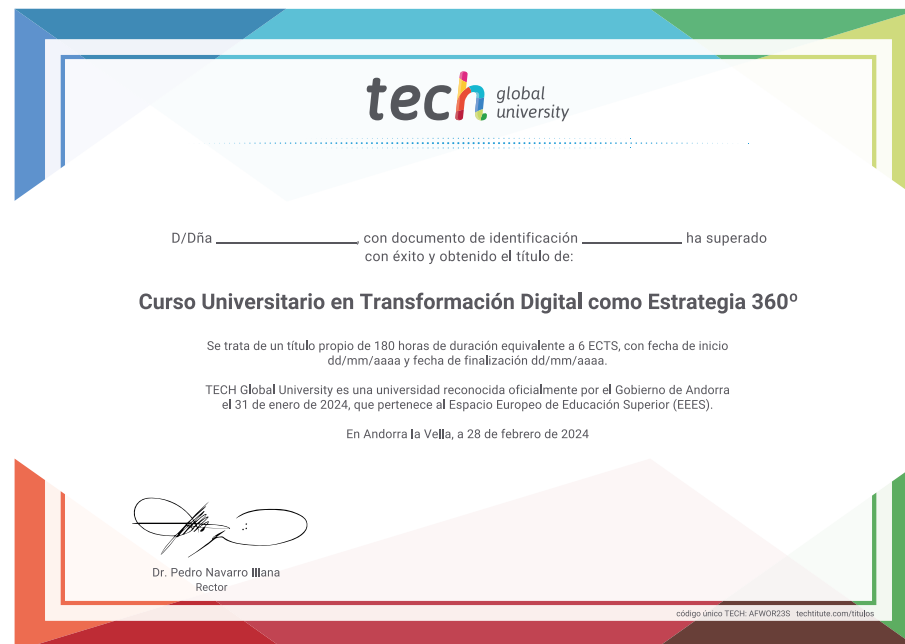 tech global university
D/Dña ____________________, con documento de identificación ______________ ha superado
con éxito y obtenido el título de:
Curso Universitario en Transformación Digital como Estrategia 360º
Se trata de un título propio de 180 horas de duración equivalente a 6 ECTS, con fecha de inicio
dd/mm/aaaa y fecha de finalización dd/mm/aaaa.
TECH Global University es una universidad reconocida oficialmente por el Gobierno de Andorra
el 31 de enero de 2024, que pertenece al Espacio Europeo de Educación Superior (EEES).
En Andorra la Vella, a 28 de febrero de 2024
Dr. Pedro Navarro Illana
Rector
código único TECH: AFWOR23S techtitute.com/titulos